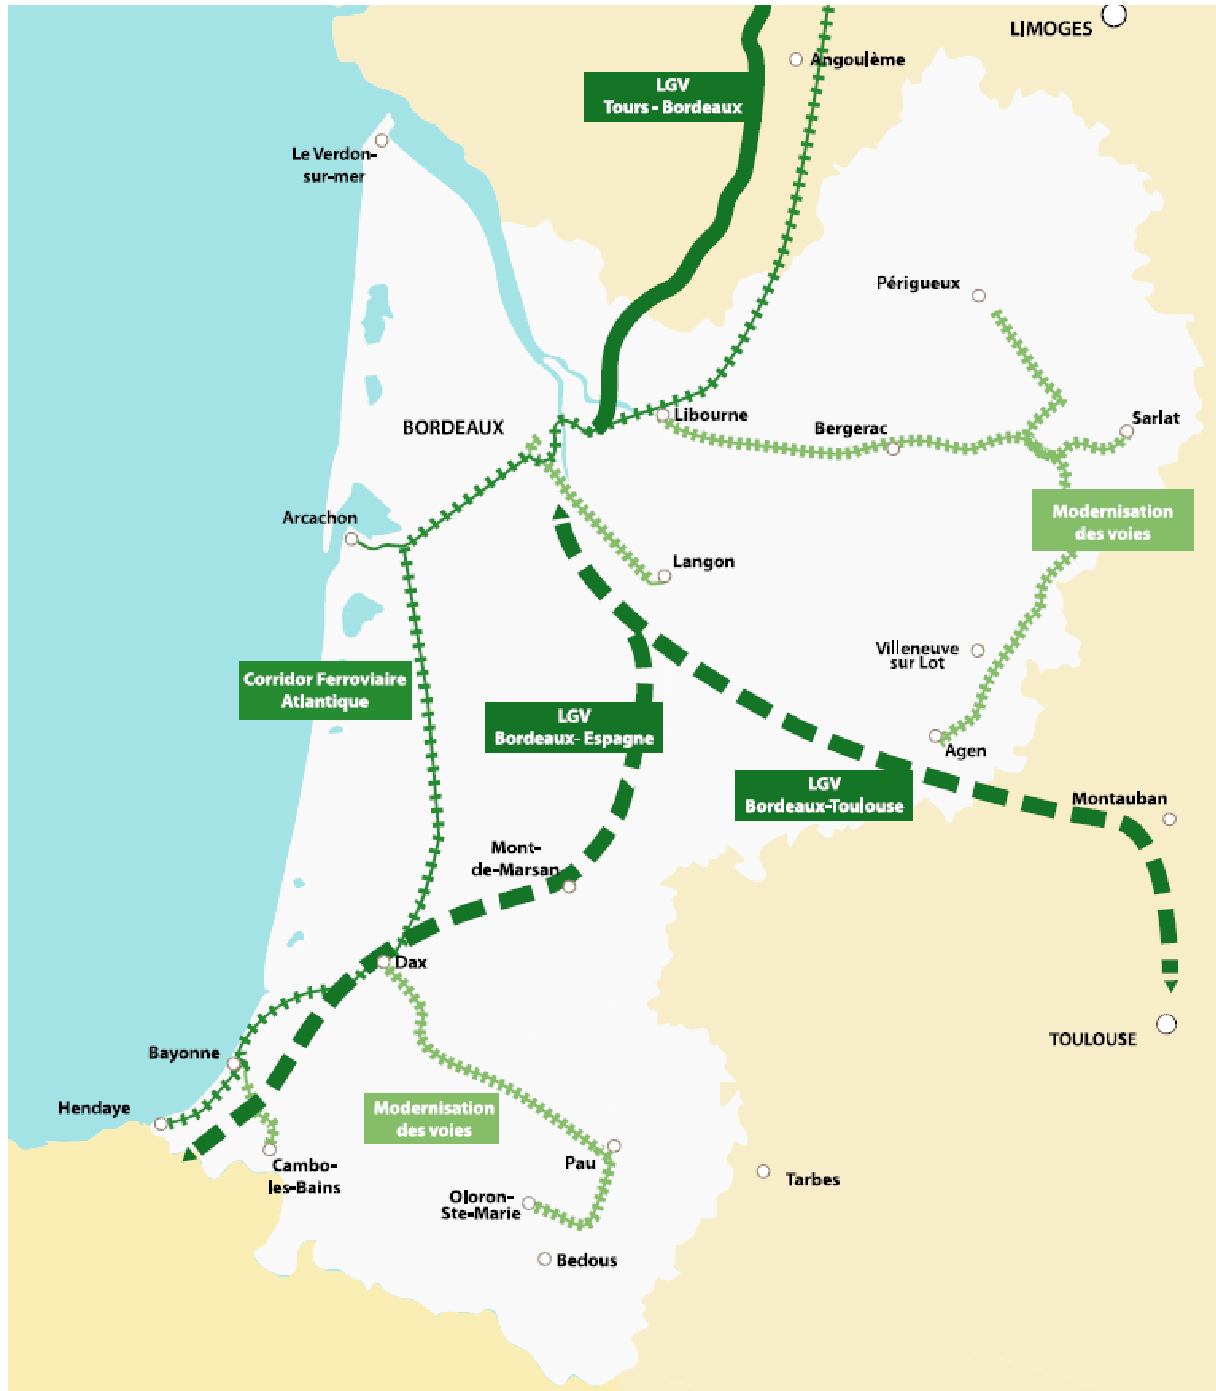 LIMOGES
Angoulême
LGV
Tours - Bordeaux
Le Verdon-
sur-mer
Périgueux
Libourne
Sarlat
BORDEAUX
Bergerac
Modernisation
des voies
Arcachon
Langon
Villeneuve
sur Lot
Corridor Ferroviaire
Atlantique
LGV
Bordeaux- Espagne
Agen
LGV
Bordeaux-Toulouse
Montauban
Mont-
de-Marsan
Dax
TOULOUSE
Bayonne
Hendaye
Modernisation
des voies
Pau
Cambo-
les-Bains
Tarbes
Oloron-
Ste-Marie
Bedous